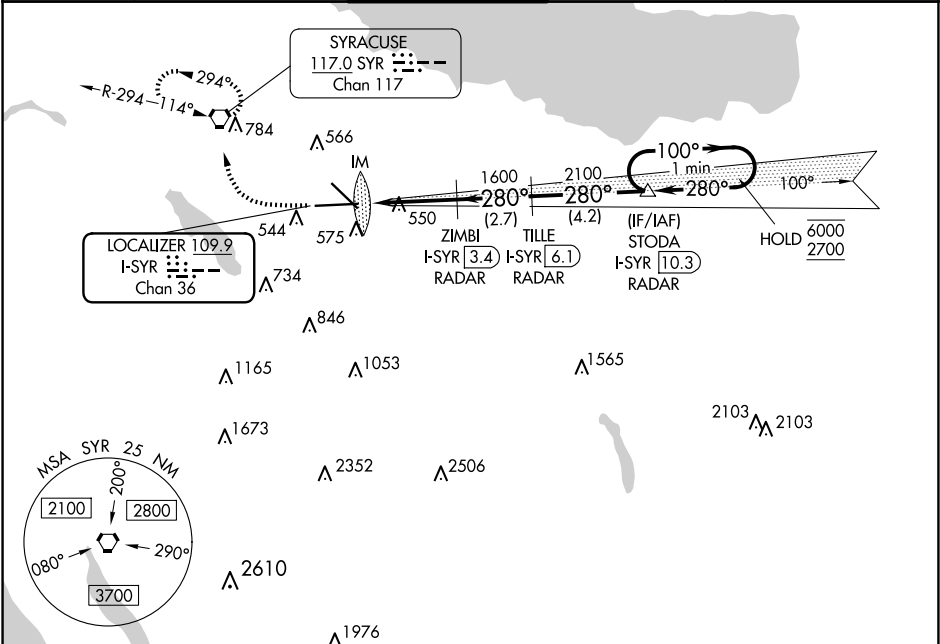 SYRACUSE
117.0 SYR
Chan 117
294°
R-294
114°
784
566
IM
1600
2100
100°
1 min
280°
280°
280°
100°
550
(2.7)
(4.2)
544
575
ZIMBI
I-SYR 3.4
RADAR
TILLE
I-SYR 6.1
RADAR
(IF/IAF)
STODA
I-SYR 10.3
RADAR
HOLD 6000
2700
LOCALIZER 109.9
I-SYR
Chan 36
734
846
1165
1053
1565
1673
2103
2103
2352
2506
MSA SYR 25 NM
200°
2100
2800
080°
290°
3700
2610
1976